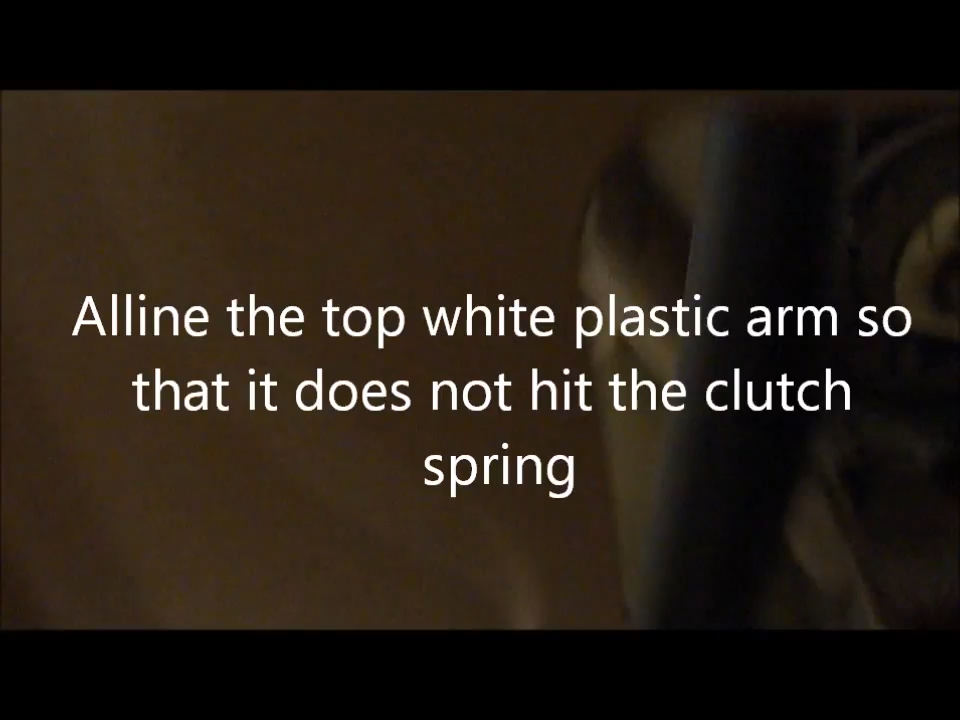 Alline the top white plastic arm so
that it does not hit the clutch
spring